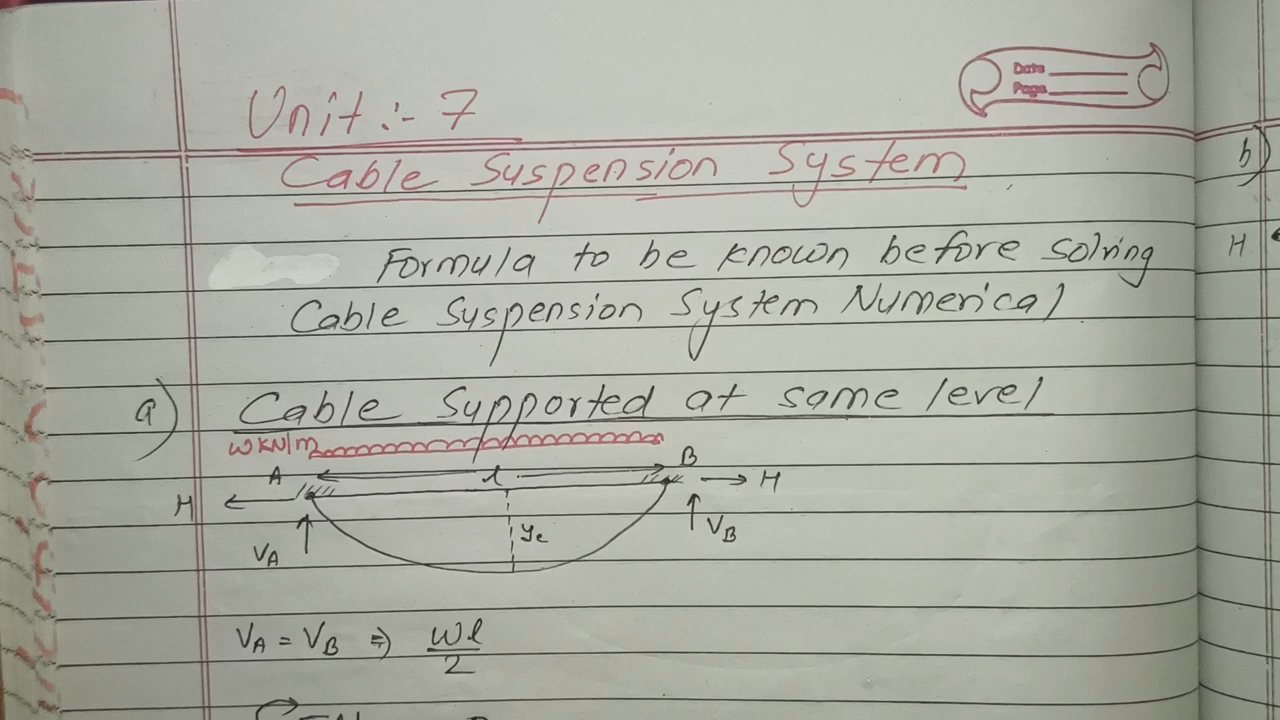 Date
Page
Unit :- 7
Cable Suspension System
b)
Formula to be known before solving
H
Cable Suspension System Numerical
a) Cable Supported at same level
w kN/m
A l B
H H
VA yc VB
VA = VB ⇒ wl/2